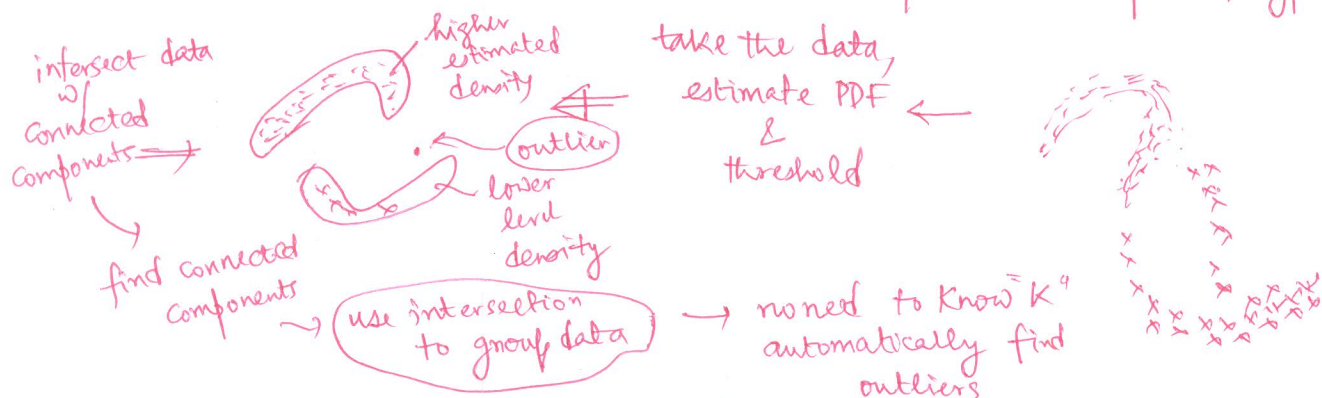 take the data,
estimate PDF
&
threshold
higher
estimated
density
outlier
lower
level
density
intersect data
w/
connected
components
find connected
components
use intersection
to group data
no need to know "K"
automatically find
outliers